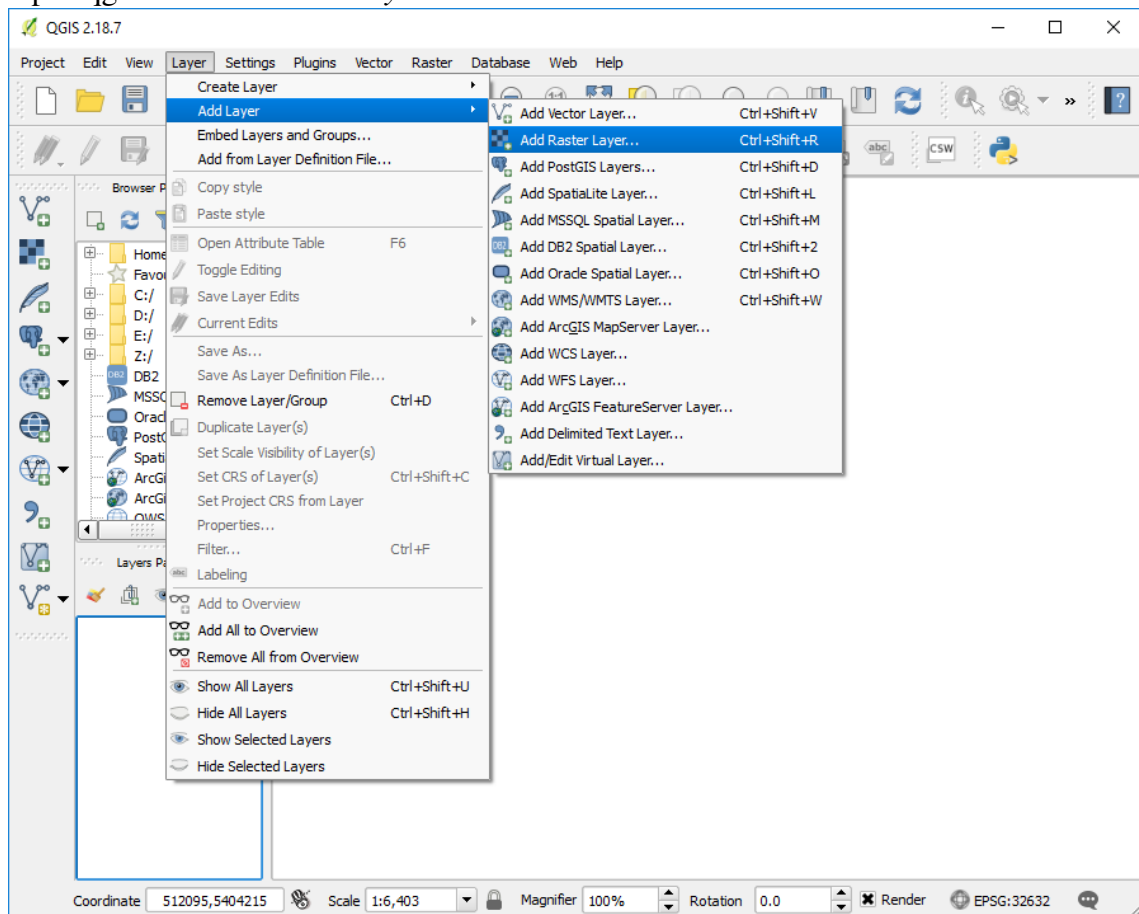 QGIS 2.18.7
Project Edit View Layer Settings Plugins Vector Raster Database Web Help
Create Layer
Add Layer
Embed Layers and Groups...
Add from Layer Definition File...
Copy style
Paste style
Open Attribute Table F6
Toggle Editing
Save Layer Edits
Current Edits
Save As...
Save As Layer Definition File...
Remove Layer/Group Ctrl+D
Duplicate Layer(s)
Set Scale Visibility of Layer(s)
Set CRS of Layer(s) Ctrl+Shift+C
Set Project CRS from Layer
Properties...
Filter... Ctrl+F
abc Labeling
Add to Overview
Add All to Overview
Remove All from Overview
Show All Layers Ctrl+Shift+U
Hide All Layers Ctrl+Shift+H
Show Selected Layers
Hide Selected Layers
Add Vector Layer... Ctrl+Shift+V
Add Raster Layer... Ctrl+Shift+R
Add PostGIS Layers... Ctrl+Shift+D
Add SpatiaLite Layer... Ctrl+Shift+L
Add MSSQL Spatial Layer... Ctrl+Shift+M
DB2 Add DB2 Spatial Layer... Ctrl+Shift+2
Add Oracle Spatial Layer... Ctrl+Shift+O
Add WMS/WMTS Layer... Ctrl+Shift+W
Add ArcGIS MapServer Layer...
Add WCS Layer...
Add WFS Layer...
Add ArcGIS FeatureServer Layer...
Add Delimited Text Layer...
Add/Edit Virtual Layer...
abc
CSW
Browser P
Home
Favou
C:/
D:/
E:/
Z:/
DB2 DB2
MSSQ
Oracl
PostG
Spati
ArcGi
ArcGi
OWS
Layers Pa
Coordinate 512095,5404215 Scale 1:6,403 Magnifier 100% Rotation 0.0 Render EPSG:32632